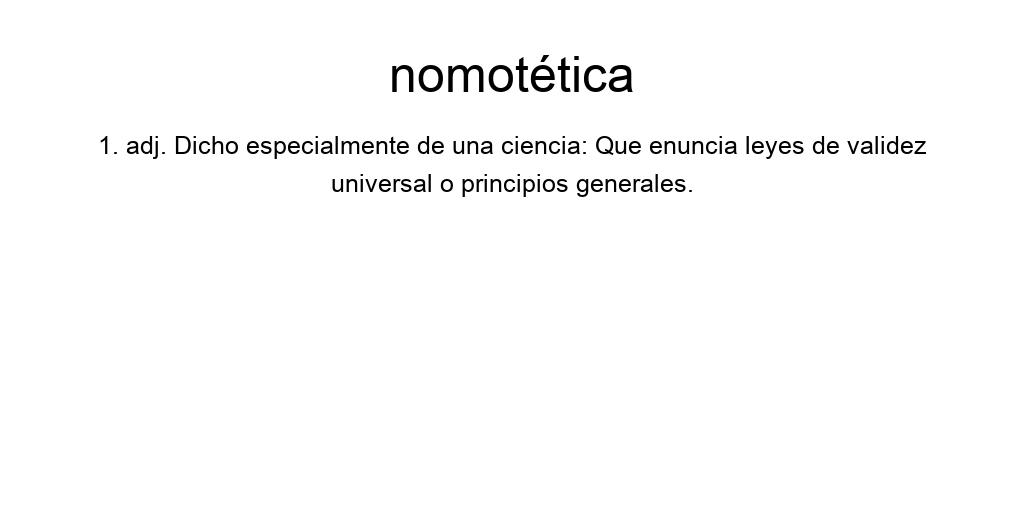 nomotética
1. adj. Dicho especialmente de una ciencia: Que enuncia leyes de validez
universal o principios generales.